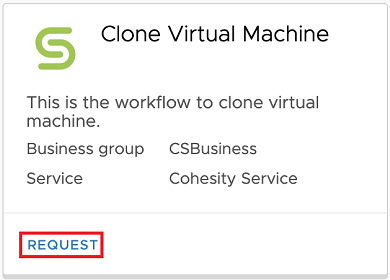 Clone Virtual Machine
This is the workflow to clone virtual
machine.
Business group CSBusiness
Service Cohesity Service
REQUEST